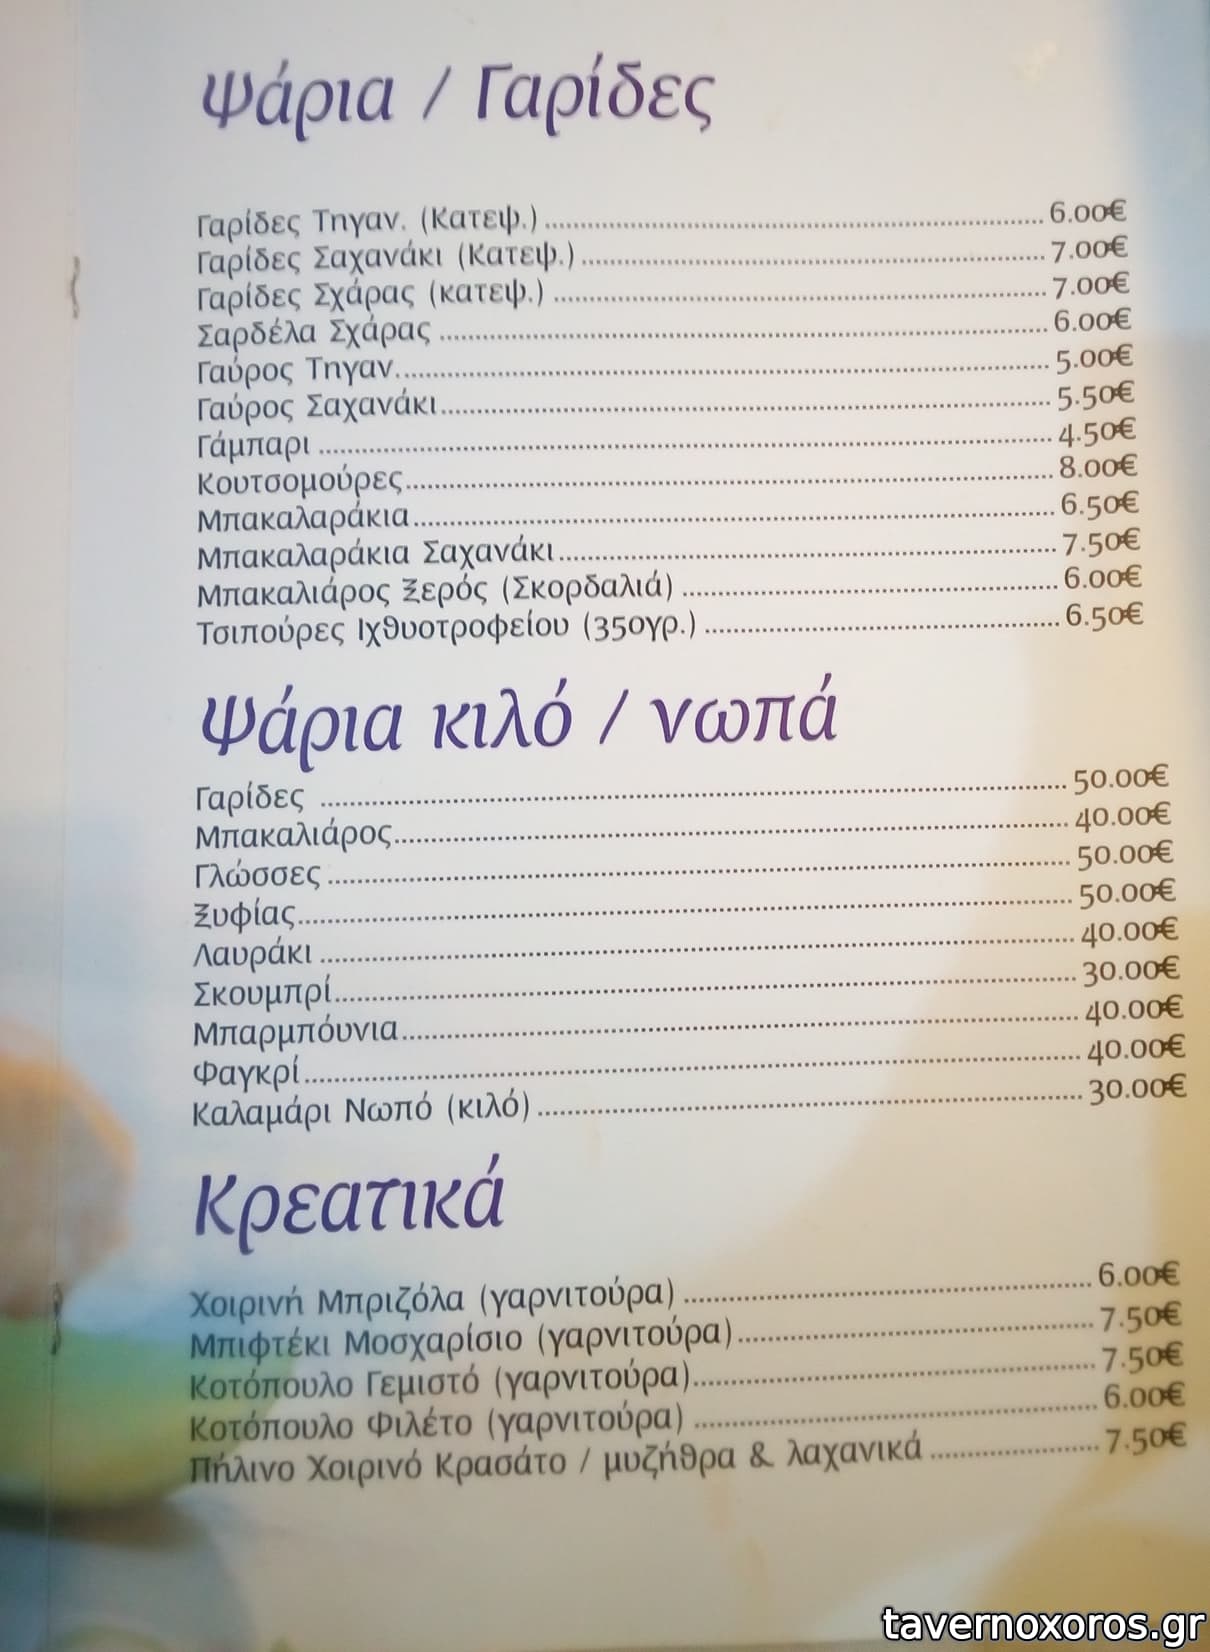 Ψάρια / Γαρίδες
Γαρίδες Τηγαν. (Κατεψ.) 6.00€
Γαρίδες Σαχανάκι (Κατεψ.) 7.00€
Γαρίδες Σχάρας (κατεψ.) 7.00€
Σαρδέλα Σχάρας 6.00€
Γαύρος Τηγαν. 5.00€
Γαύρος Σαχανάκι 5.50€
Γάμπαρι 4.50€
Κουτσομούρες 8.00€
Μπακαλαράκια 6.50€
Μπακαλαράκια Σαχανάκι 7.50€
Μπακαλιάρος Ξερός (Σκορδαλιά) 6.00€
Τσιπούρες Ιχθυοτροφείου (350γρ.) 6.50€
Ψάρια κιλό / νωπά
Γαρίδες 50.00€
Μπακαλιάρος 40.00€
Γλώσσες 50.00€
Ξυφίας 50.00€
Λαυράκι 40.00€
Σκουμπρί 30.00€
Μπαρμπόυνια 40.00€
Φαγκρί 40.00€
Καλαμάρι Νωπό (κιλό) 30.00€
Κρεατικά
Χοιρινή Μπριζόλα (γαρνιτούρα) 6.00€
Μπιφτέκι Μοσχαρίσιο (γαρνιτούρα) 7.50€
Κοτόπουλο Γεμιστό (γαρνιτούρα) 7.50€
Κοτόπουλο Φιλέτο (γαρνιτούρα) 6.00€
Πήλινο Χοιρινό Κρασάτο / μυζήθρα & λαχανικά 7.50€
tavernoxoros.gr